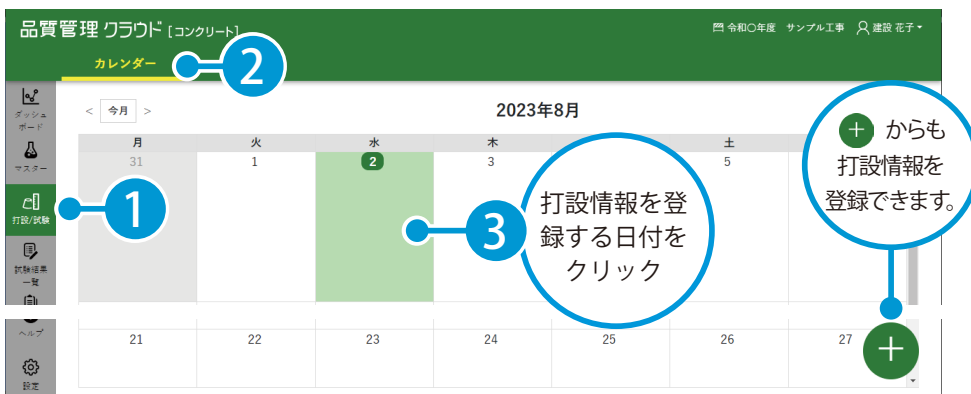 品質管理 クラウド [コンクリート]
令和〇年度 サンプル工事 建設 花子
カレンダー
2
ダッシュ
ボード
マスター
打設/試験
試験結果
一覧
ヘルプ
設定
< 今月 >
2023年8月
月 火 水 木 土
31 1 2 3 5
1
3
打設情報を登
録する日付を
クリック
+ からも
打設情報を
登録できます。
21 22 23 24 25 26 27
+